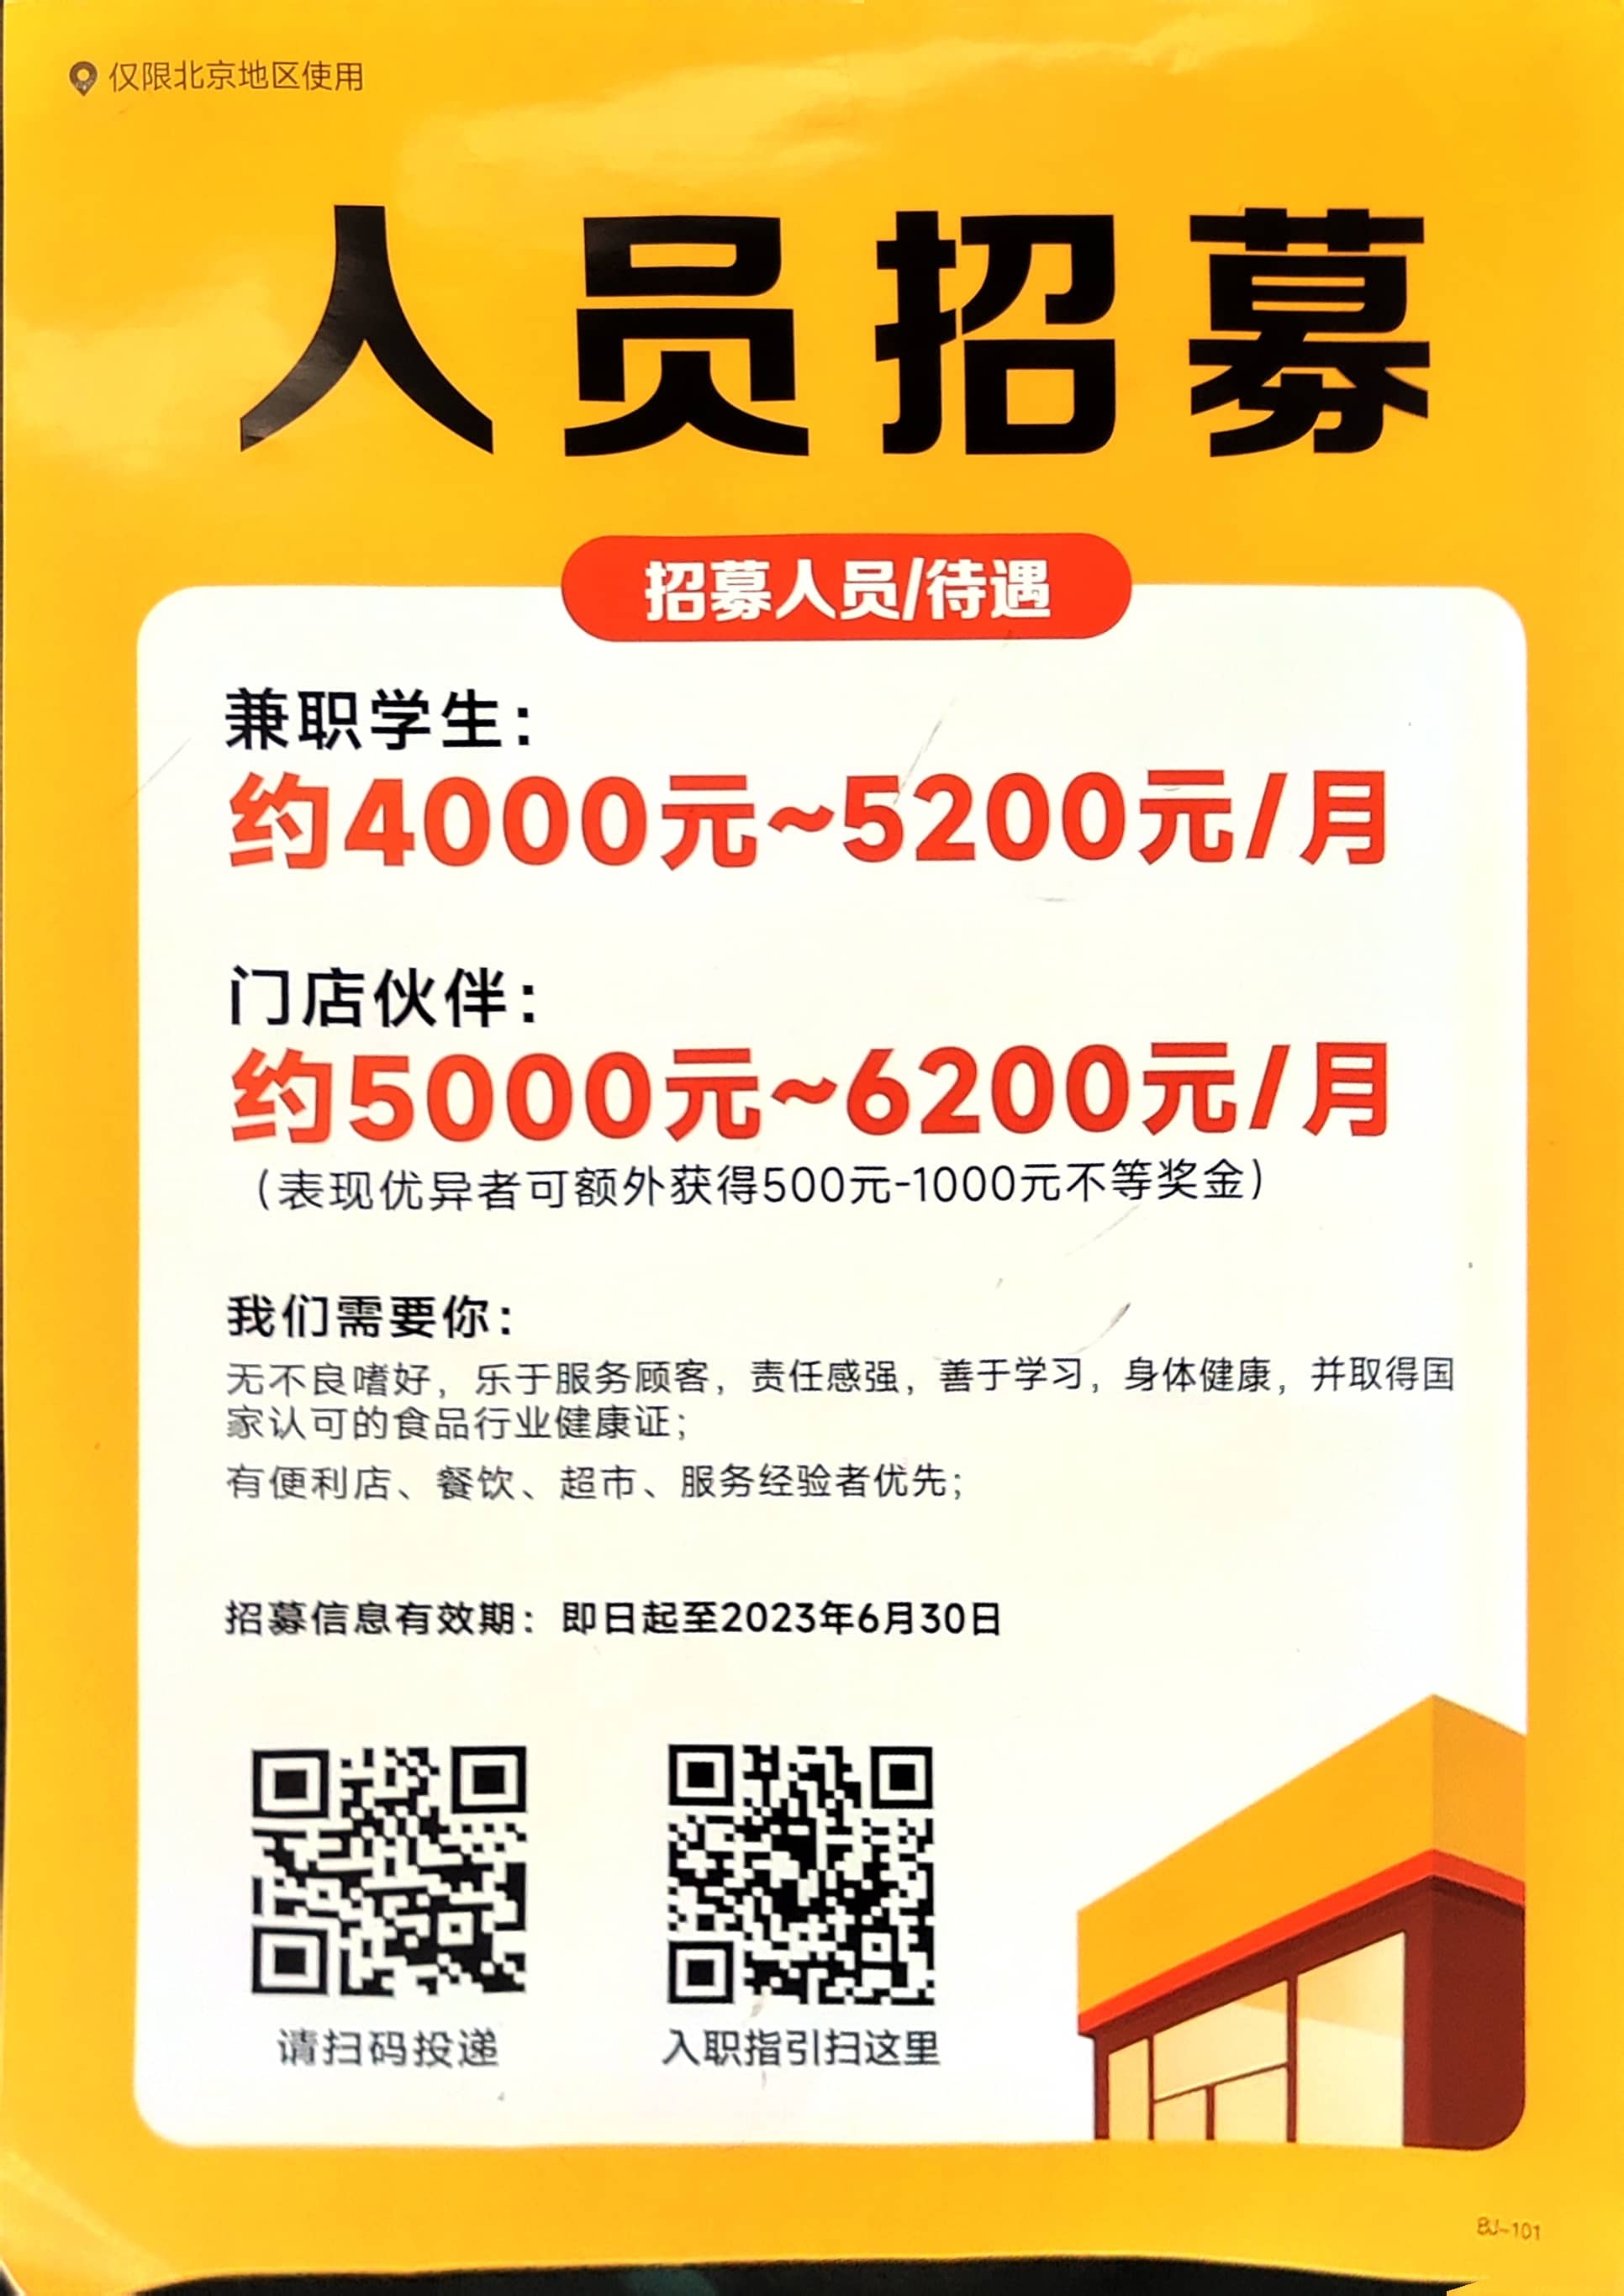 仅限北京地区使用
人员招募
招募人员/待遇
兼职学生：
约4000元~5200元/月
门店伙伴：
约5000元~6200元/月
（表现优异者可额外获得500元-1000元不等奖金）
我们需要你：
无不良嗜好，乐于服务顾客，责任感强，善于学习，身体健康，并取得国
家认可的食品行业健康证；
有便利店、餐饮、超市、服务经验者优先；
招募信息有效期：即日起至2023年6月30日
请扫码投递
入职指引扫这里
BJ-101